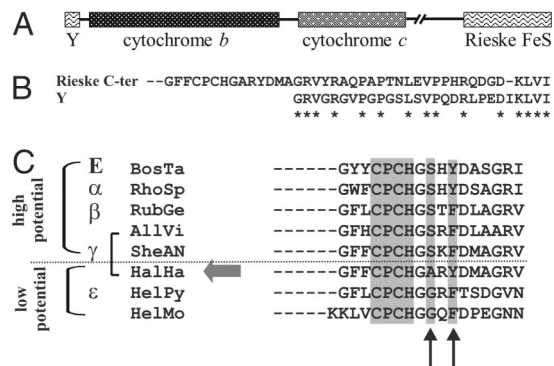 A
Y cytochrome b cytochrome c Rieske FeS
B
Rieske C-ter --GFFCPCHGARYDMAGRVYRAQPAPTNLEVPPHRQDGD-KLVI
Y GRVGRGVPGPGSLSVPQDRLPEDIKLVI
*** * * * * ** * * ****
C
high potential
low potential
E BosTa ------GYYCPCHGSHYDASGRI
α RhoSp ------GWFCPCHGSHYDSAGRI
β RubGe ------GFLCPCHGSTFDLAGRV
AllVi ------GFHCPCHGSRFDLAARV
γ SheAN ------GFFCPCHGSKFDMAGRV
HalHa ------GFFCPCHGARYDMAGRV
ε HelPy ------GFLCPCHGGRFTSDGVN
HelMo -----KKLVCPCHGGQFDPEGNN